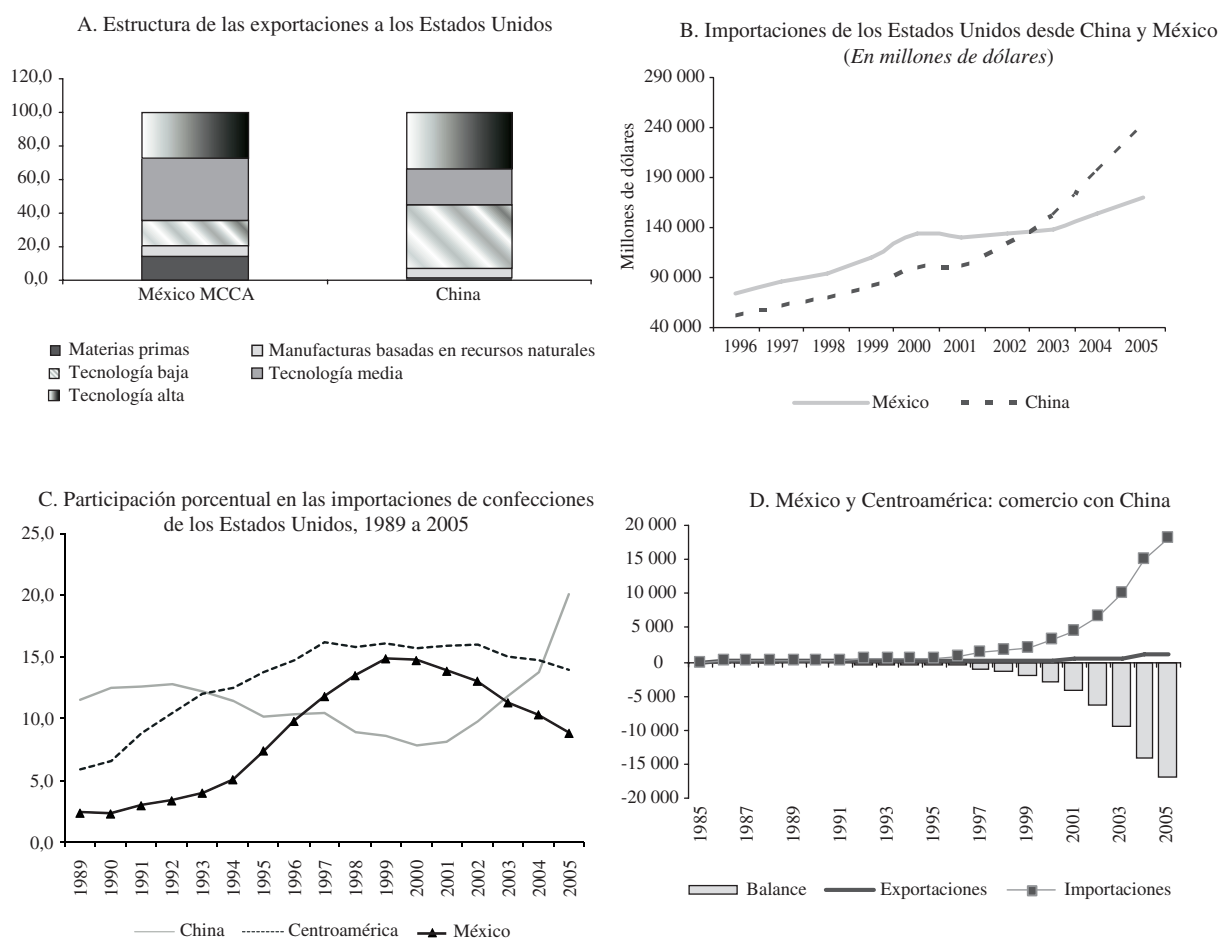 A. Estructura de las exportaciones a los Estados Unidos
120,0
100,0
80,0
60,0
40,0
20,0
0,0
México MCCA
China
Materias primas
Manufacturas basadas en recursos naturales
Tecnología baja
Tecnología media
Tecnología alta
B. Importaciones de los Estados Unidos desde China y México
(En millones de dólares)
Millones de dólares
290 000
240 000
190 000
140 000
90 000
40 000
1996 1997 1998 1999 2000 2001 2002 2003 2004 2005
México China
C. Participación porcentual en las importaciones de confecciones
de los Estados Unidos, 1989 a 2005
25,0
20,0
15,0
10,0
5,0
0,0
1989 1990 1991 1992 1993 1994 1995 1996 1997 1998 1999 2000 2001 2002 2003 2004 2005
China Centroamérica México
D. México y Centroamérica: comercio con China
20 000
15 000
10 000
5 000
0
-5 000
-10 000
-15 000
-20 000
1985 1987 1989 1991 1993 1995 1997 1999 2001 2003 2005
Balance Exportaciones Importaciones